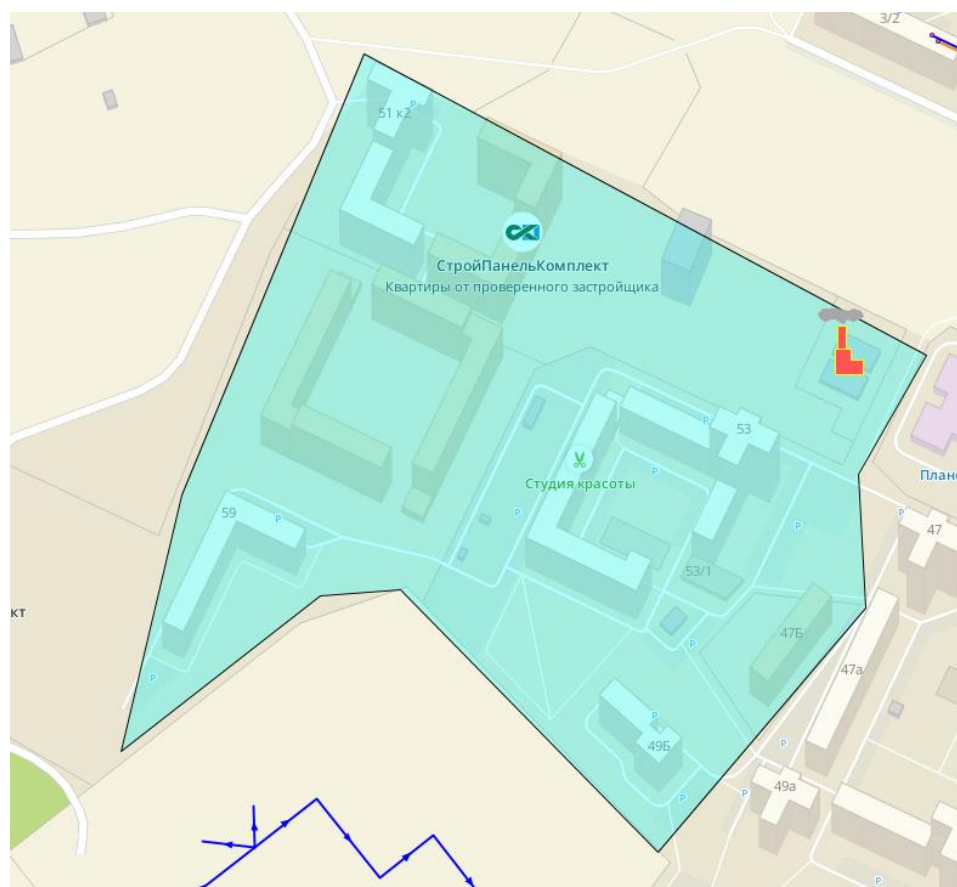 3/2
P
51 к2
СтройПанельКомплект
Квартиры от проверенного застройщика
P
53
P
Студия красоты
План
P
59
P
P
P
P
47
53/1
кт
47Б
P
47а
P
P
49Б
P
49а
P
P
P